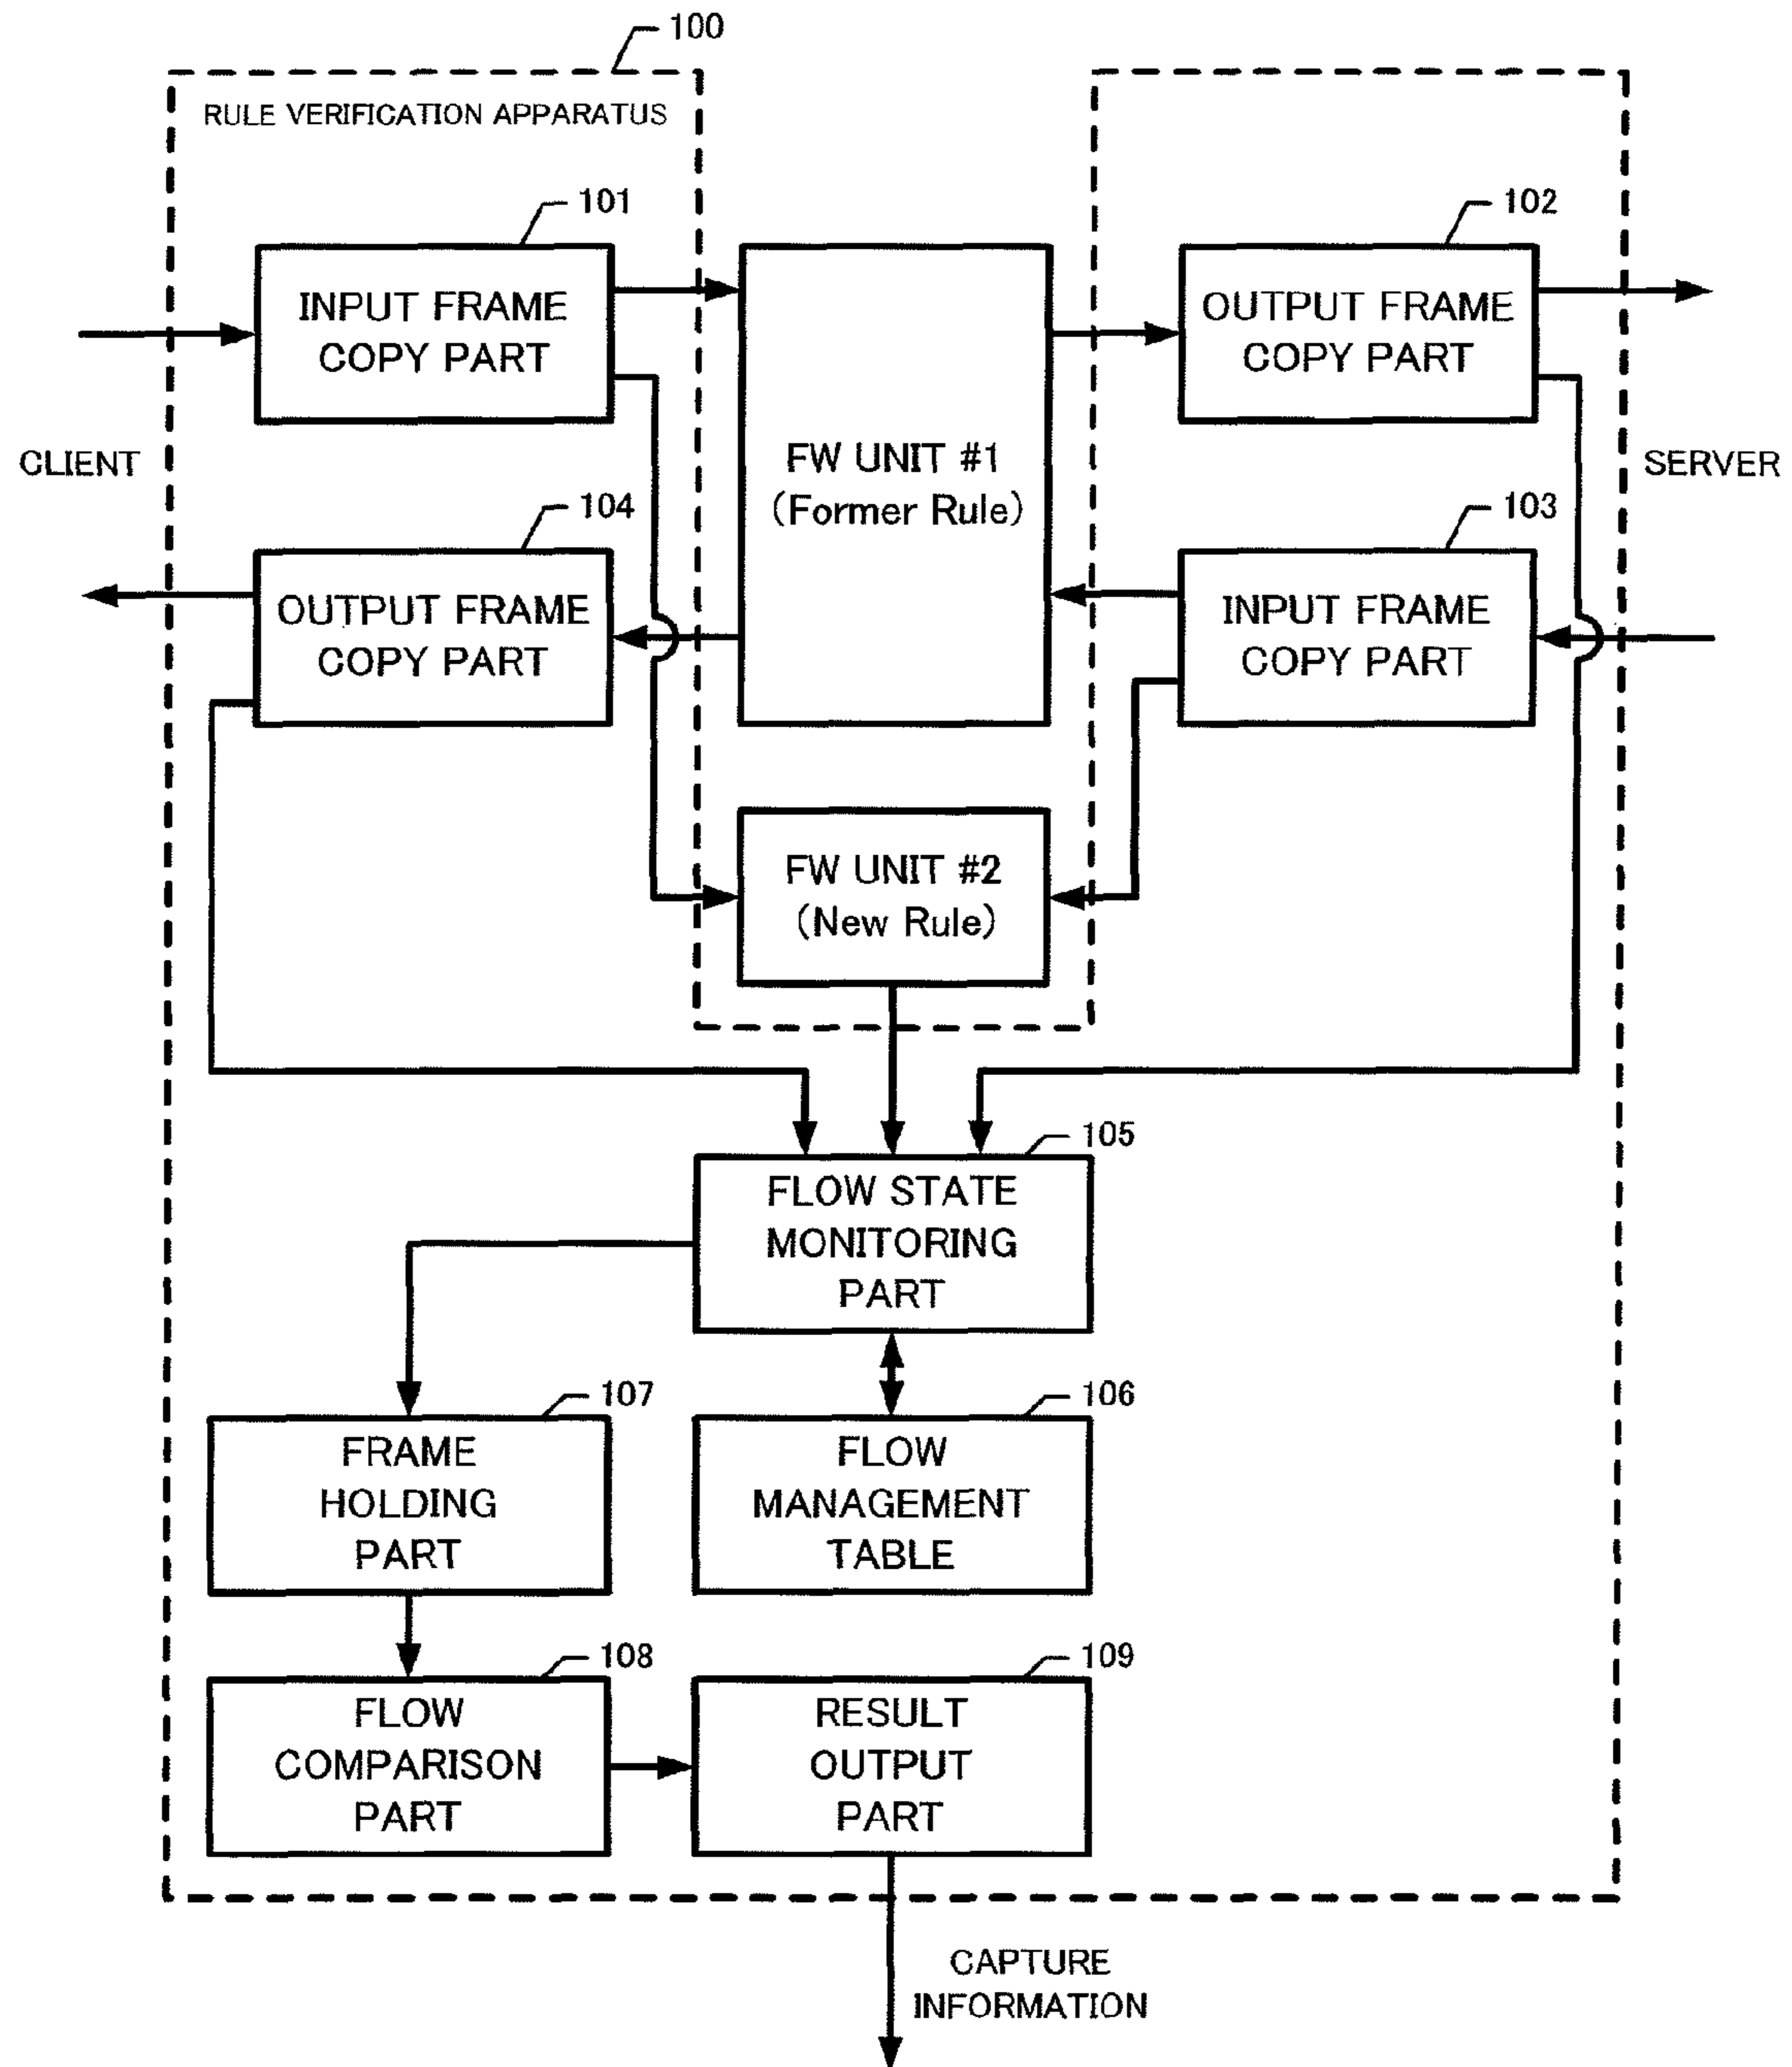 100
RULE VERIFICATION APPARATUS
101
102
INPUT FRAME
COPY PART
OUTPUT FRAME
COPY PART
CLIENT
FW UNIT #1
(Former Rule)
SERVER
104
103
OUTPUT FRAME
COPY PART
INPUT FRAME
COPY PART
FW UNIT #2
(New Rule)
105
FLOW STATE
MONITORING
PART
107
106
FRAME
HOLDING
PART
FLOW
MANAGEMENT
TABLE
108
109
FLOW
COMPARISON
PART
RESULT
OUTPUT
PART
CAPTURE
INFORMATION